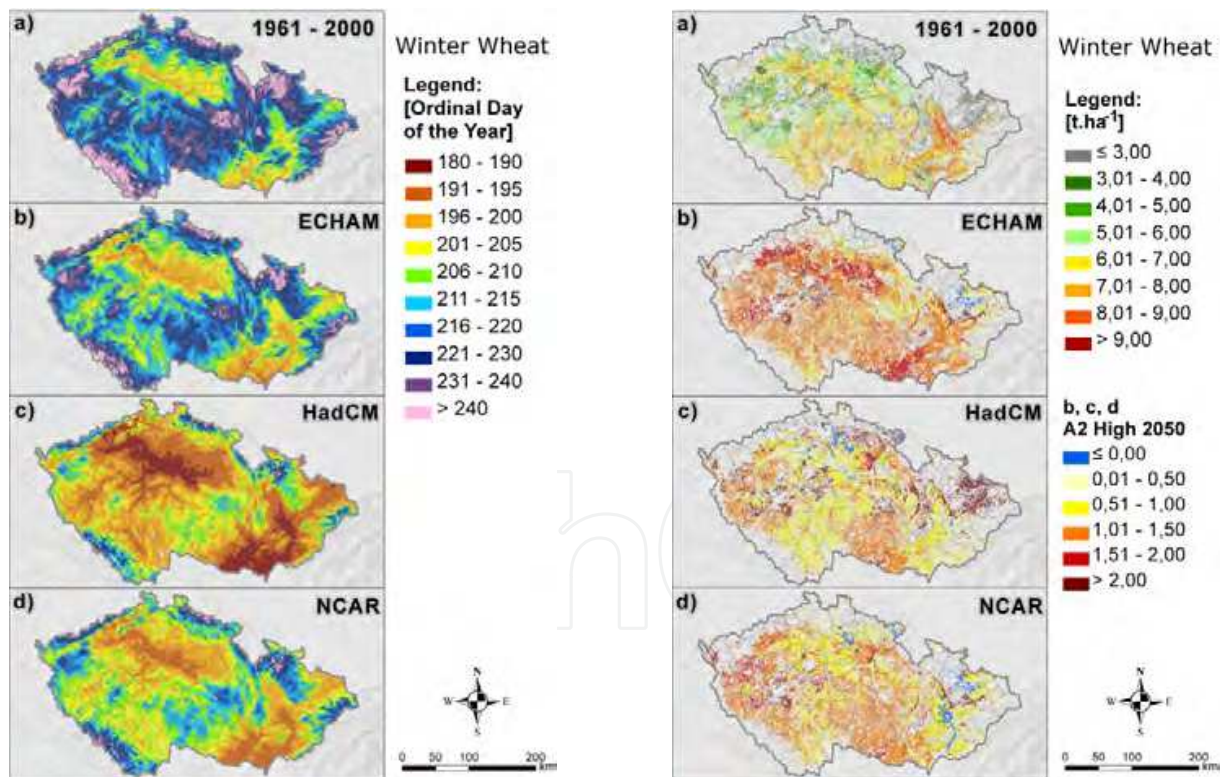 a)
1961 - 2000
b)
ECHAM
c)
HadCM
d)
NCAR
Winter Wheat
Legend:
[Ordinal Day
of the Year]
180 - 190
191 - 195
196 - 200
201 - 205
206 - 210
211 - 215
216 - 220
221 - 230
231 - 240
> 240
N
W E
S
0 50 100 200
km
a)
1961 - 2000
b)
ECHAM
c)
HadCM
d)
NCAR
Winter Wheat
Legend:
[t.ha⁻¹]
≤ 3,00
3,01 - 4,00
4,01 - 5,00
5,01 - 6,00
6,01 - 7,00
7,01 - 8,00
8,01 - 9,00
> 9,00
b, c, d
A2 High 2050
≤ 0,00
0,01 - 0,50
0,51 - 1,00
1,01 - 1,50
1,51 - 2,00
> 2,00
N
W E
S
0 50 100 200
km